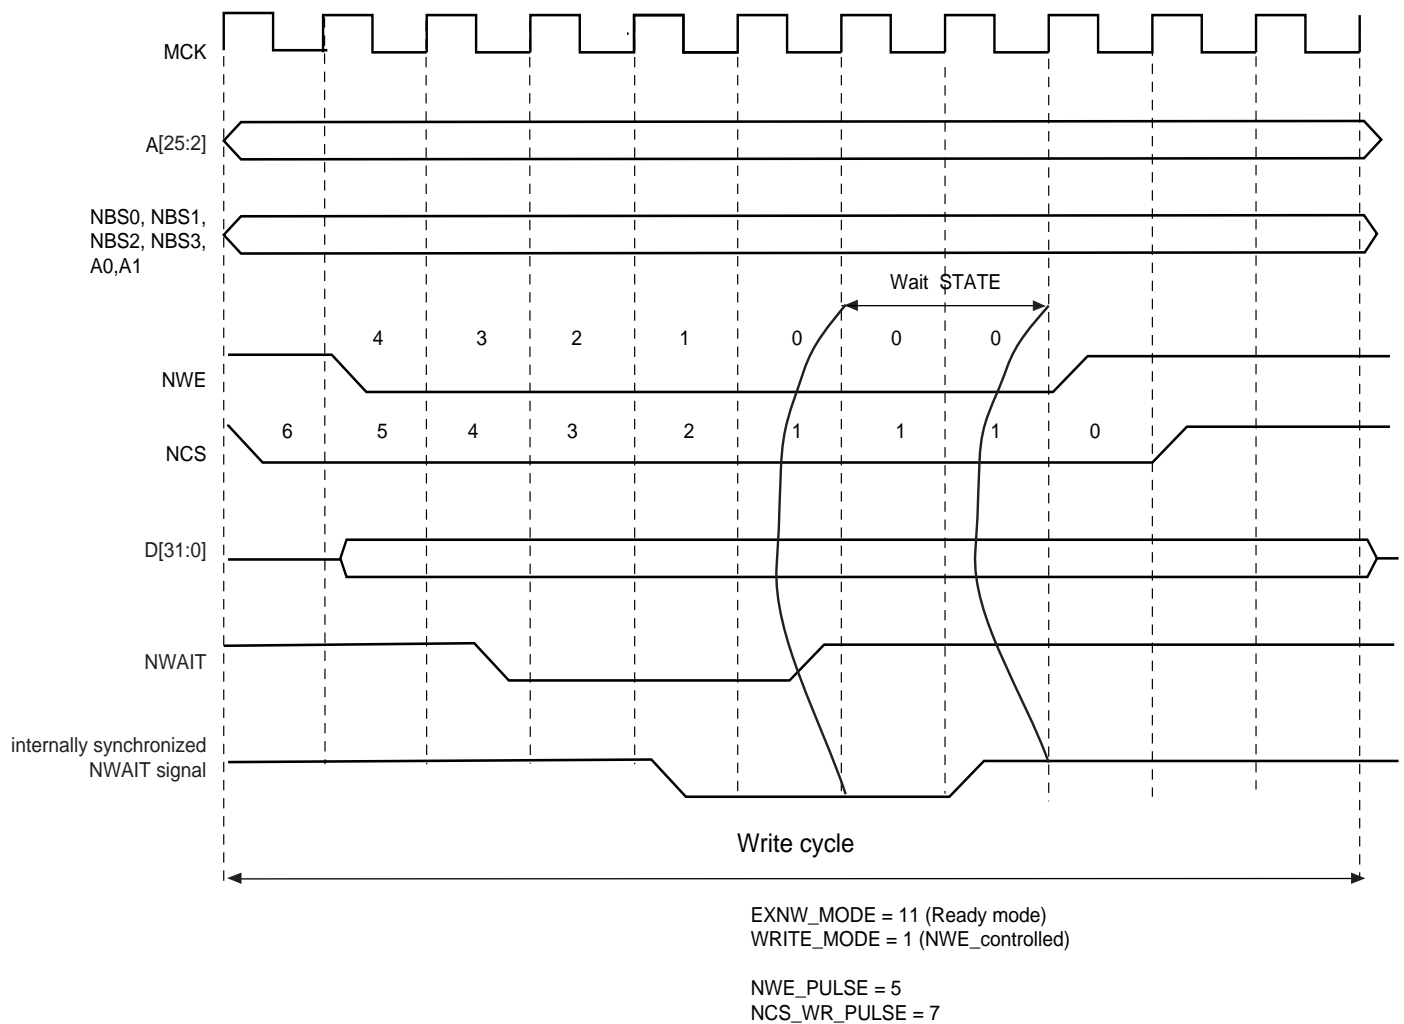 MCK
A[25:2]
NBS0, NBS1,
NBS2, NBS3,
A0,A1
Wait STATE
4 3 2 1 0 0 0
NWE
6 5 4 3 2 1 1 1 0
NCS
D[31:0]
NWAIT
internally synchronized
NWAIT signal
Write cycle
EXNW_MODE = 11 (Ready mode)
WRITE_MODE = 1 (NWE_controlled)
NWE_PULSE = 5
NCS_WR_PULSE = 7